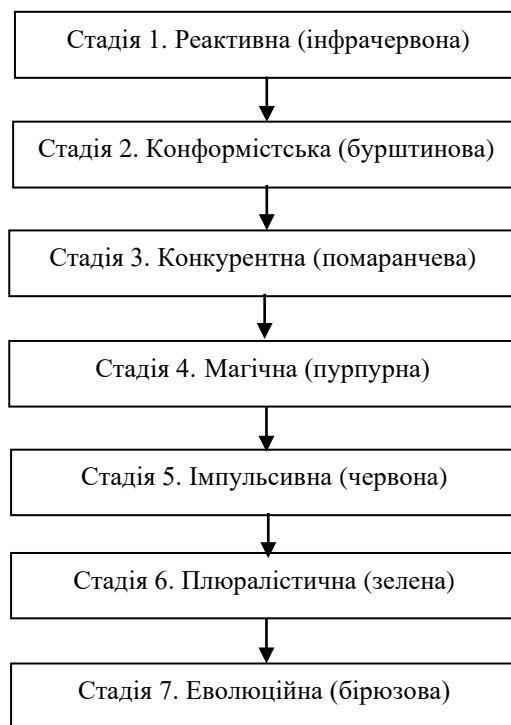 Стадія 1. Реактивна (інфрачервона)
Стадія 2. Конформістська (бурштинова)
Стадія 3. Конкурентна (помаранчева)
Стадія 4. Магічна (пурпурна)
Стадія 5. Імпульсивна (червона)
Стадія 6. Плюралістична (зелена)
Стадія 7. Еволюційна (бірюзова)